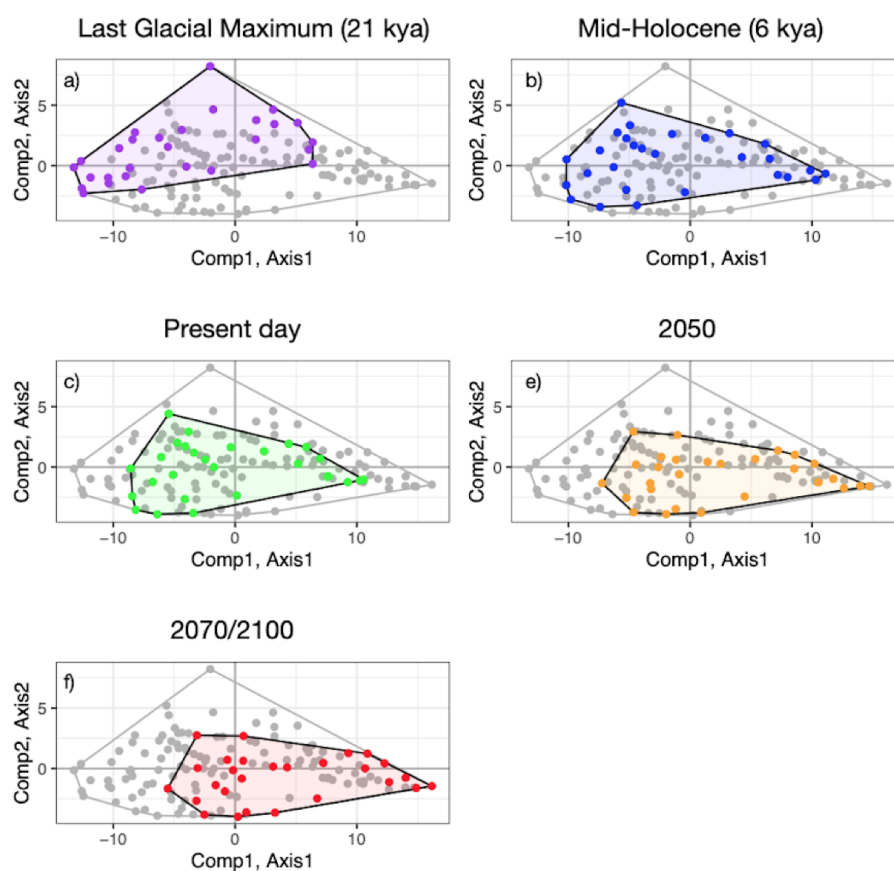 Last Glacial Maximum (21 kya)
Mid-Holocene (6 kya)
a)
5
0
Comp2, Axis2
−10 0 10
Comp1, Axis1
b)
5
0
Comp2, Axis2
−10 0 10
Comp1, Axis1
Present day
2050
c)
5
0
Comp2, Axis2
−10 0 10
Comp1, Axis1
e)
5
0
Comp2, Axis2
−10 0 10
Comp1, Axis1
2070/2100
f)
5
0
Comp2, Axis2
−10 0 10
Comp1, Axis1